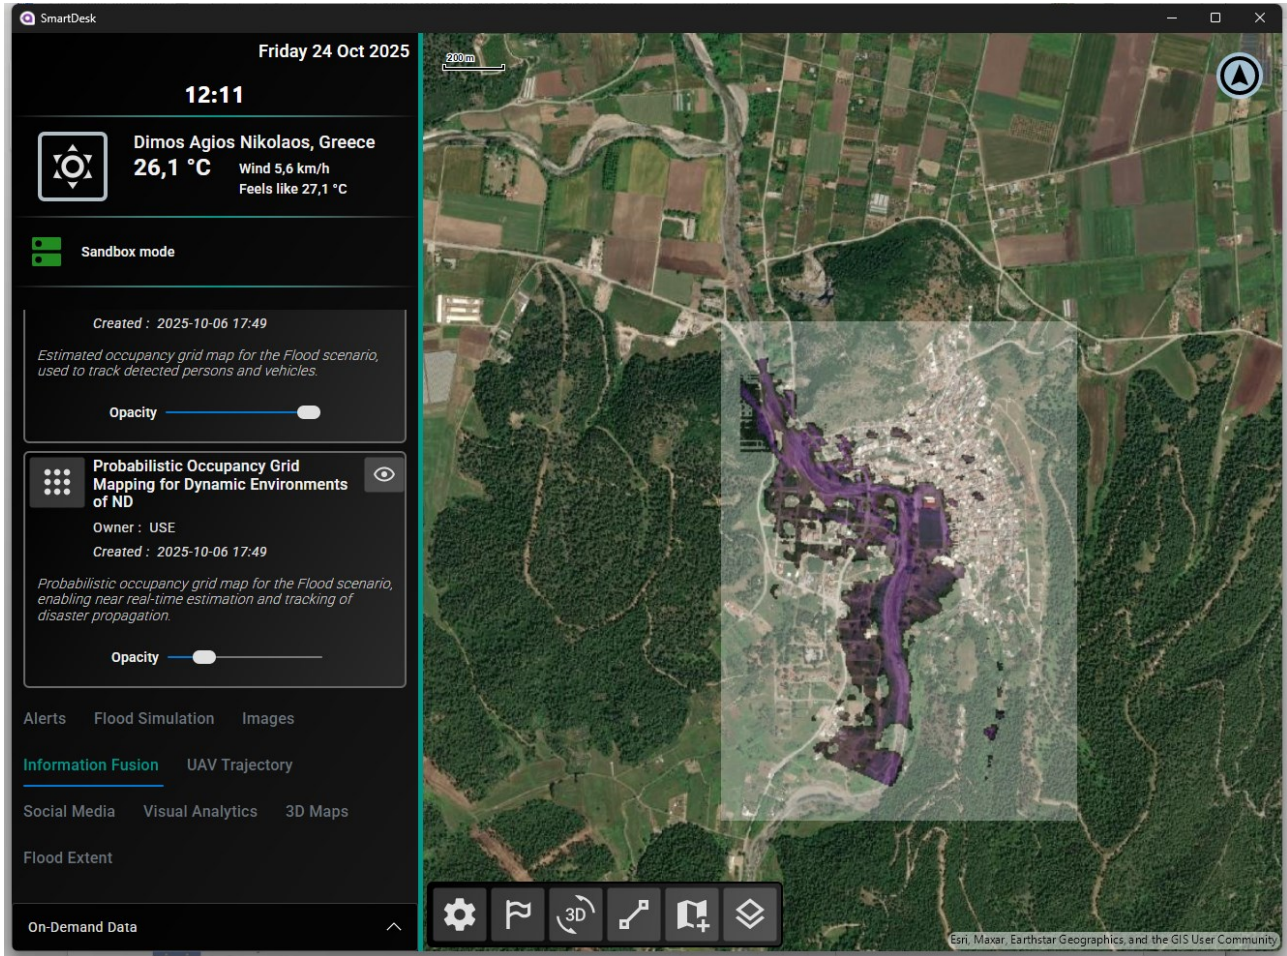 SmartDesk
Friday 24 Oct 2025
12:11
Dimos Agios Nikolaos, Greece
26,1 °C
Wind 5,6 km/h
Feels like 27,1 °C
Sandbox mode
Created : 2025-10-06 17:49
Estimated occupancy grid map for the Flood scenario,
used to track detected persons and vehicles.
Opacity
Probabilistic Occupancy Grid
Mapping for Dynamic Environments
of ND
Owner : USE
Created : 2025-10-06 17:49
Probabilistic occupancy grid map for the Flood scenario,
enabling near real-time estimation and tracking of
disaster propagation.
Opacity
Alerts Flood Simulation Images
Information Fusion UAV Trajectory
Social Media Visual Analytics 3D Maps
Flood Extent
On-Demand Data
200 m
3D
Esri, Maxar, Earthstar Geographics, and the GIS User Community